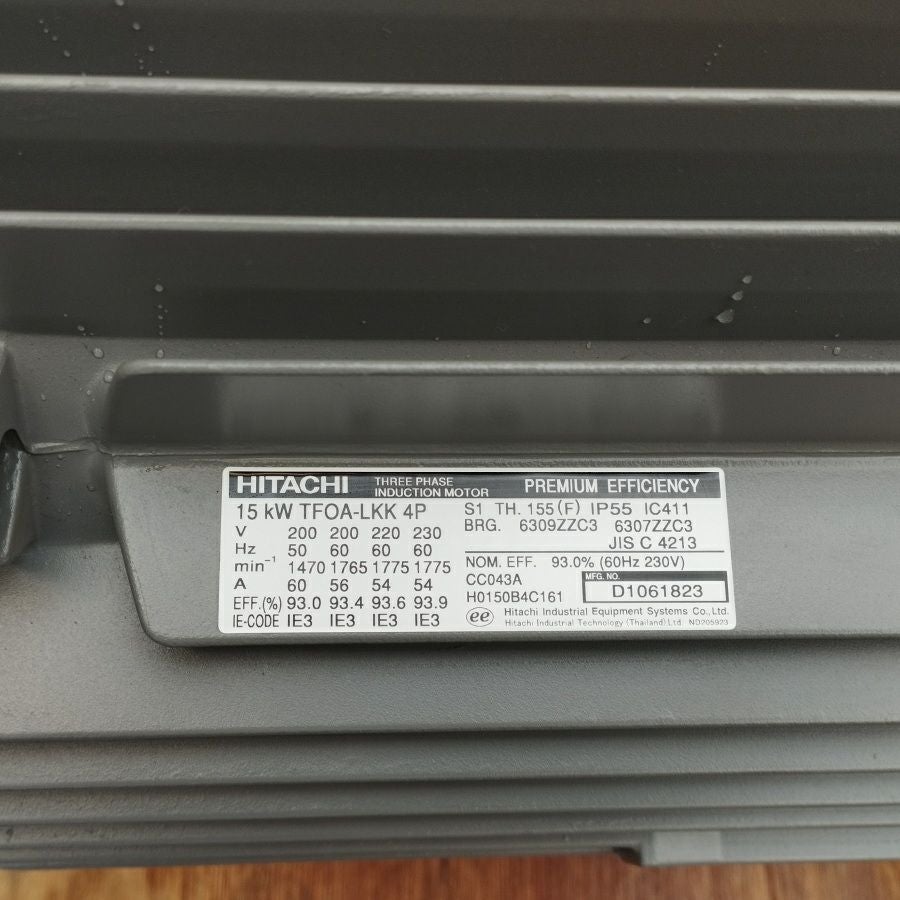 HITACHI THREE PHASE INDUCTION MOTOR PREMIUM EFFICIENCY
15 kW TFOA-LKK 4P
V 200 200 220 230
Hz 50 60 60 60
min⁻¹ 1470 1765 1775 1775
A 60 56 54 54
EFF.(%) 93.0 93.4 93.6 93.9
IE-CODE IE3 IE3 IE3 IE3
S1 TH. 155(F) IP55 IC411
BRG. 6309ZZC3 6307ZZC3
JIS C 4213
NOM. EFF. 93.0% (60Hz 230V)
CC043A
H0150B4C161
MFG. NO. D1061823
ee Hitachi Industrial Equipment Systems Co., Ltd.
Hitachi Industrial Technology (Thailand) Ltd. ND205923